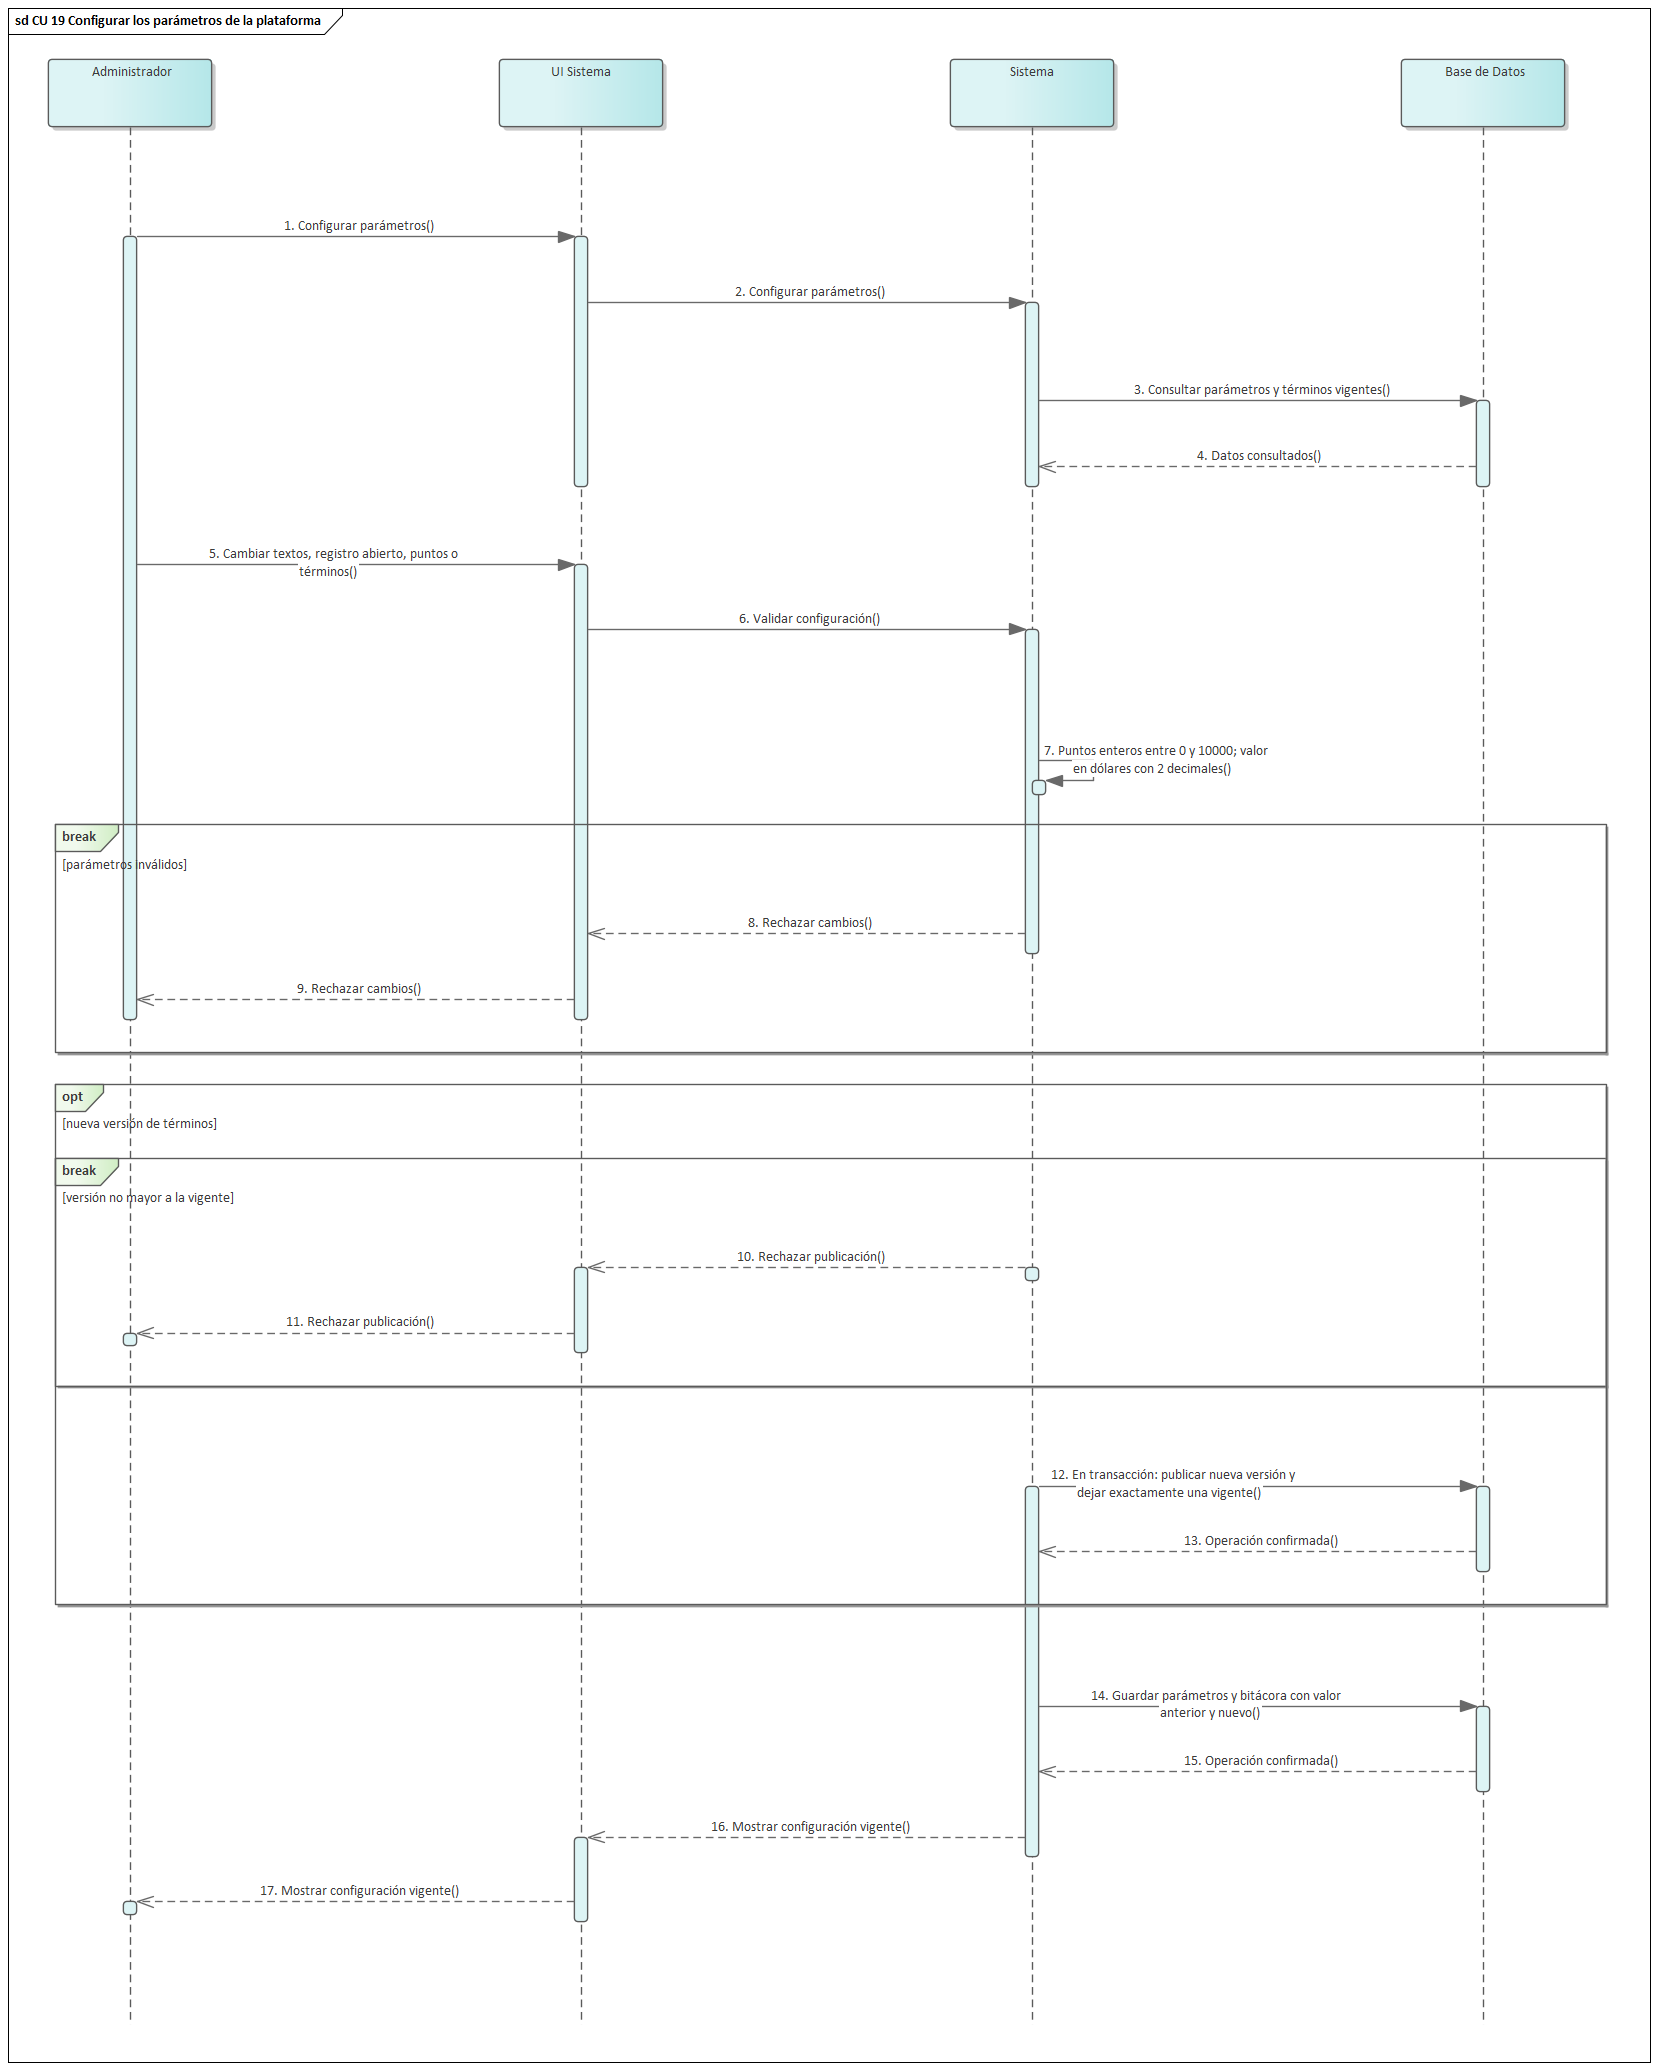 sd CU 19 Configurar los parámetros de la plataforma
Administrador
UI Sistema
Sistema
Base de Datos
1. Configurar parámetros()
2. Configurar parámetros()
3. Consultar parámetros y términos vigentes()
4. Datos consultados()
5. Cambiar textos, registro abierto, puntos o
términos()
6. Validar configuración()
7. Puntos enteros entre 0 y 10000; valor
en dólares con 2 decimales()
break
[parámetros inválidos]
8. Rechazar cambios()
9. Rechazar cambios()
opt
[nueva versión de términos]
break
[versión no mayor a la vigente]
10. Rechazar publicación()
11. Rechazar publicación()
12. En transacción: publicar nueva versión y
dejar exactamente una vigente()
13. Operación confirmada()
14. Guardar parámetros y bitácora con valor
anterior y nuevo()
15. Operación confirmada()
16. Mostrar configuración vigente()
17. Mostrar configuración vigente()